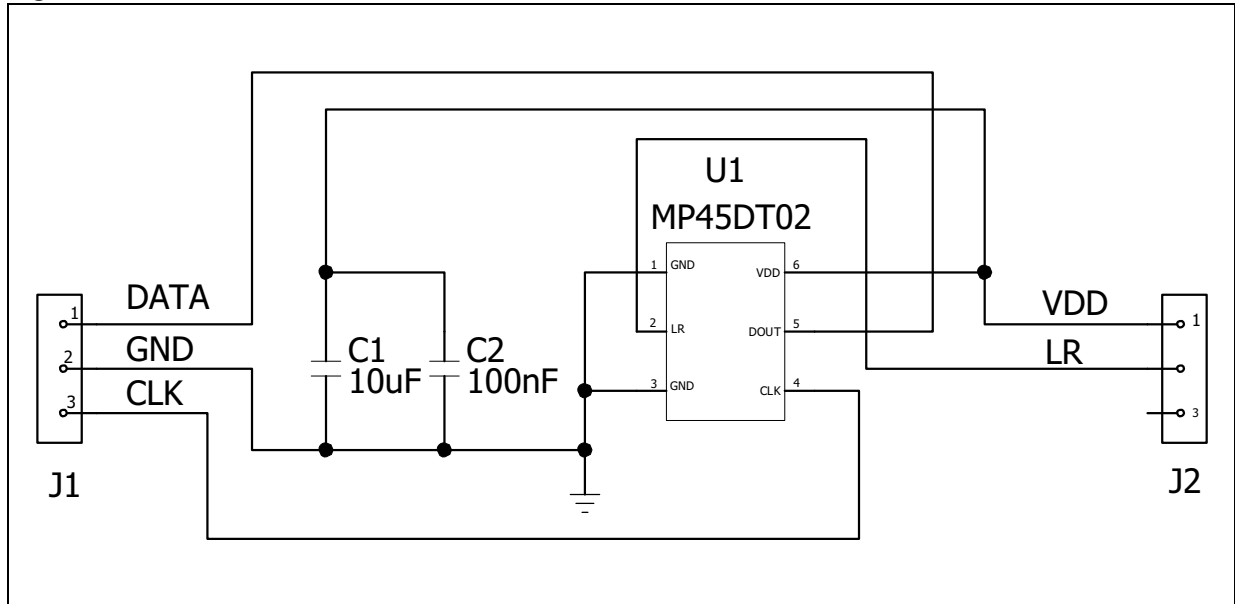 U1
MP45DT02
1 GND
VDD 6
2 LR
DOUT 5
3 GND
CLK 4
1 DATA
2 GND
3 CLK
J1
C1
10uF
C2
100nF
VDD 1
LR
3
J2